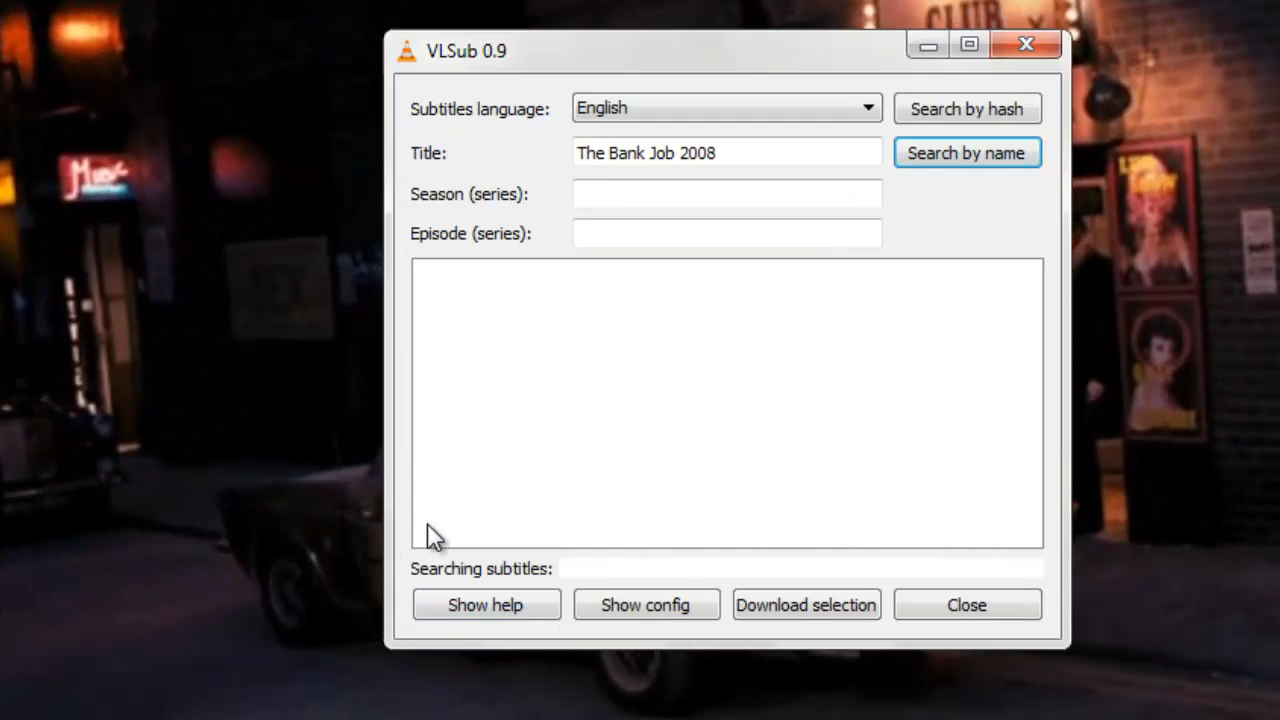 CLUB
VLSub 0.9
Subtitles language: English Search by hash
Title: The Bank Job 2008 Search by name
Season (series):
Episode (series):
Searching subtitles:
Show help Show config Download selection Close